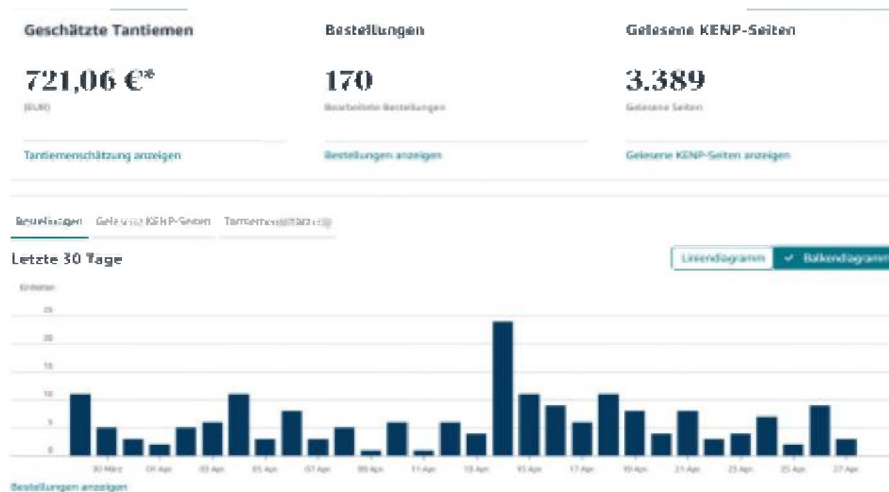 Geschätzte Tantiemen
Bestellungen
Gelesene KENP-Seiten
721,06 €*
170
3.389
(EUR)
Bearbeitete Bestellungen
Gelesene Seiten
Tantiemenschätzung anzeigen
Bestellungen anzeigen
Gelesene KENP-Seiten anzeigen
Bestellungen Gelesene KENP-Seiten
Letzte 30 Tage
Liniendiagramm
✓ Balkendiagramm
Einheiten
25
20
15
10
5
0
30 März 01 Apr. 03 Apr. 05 Apr. 07 Apr. 09 Apr. 11 Apr. 13 Apr. 15 Apr. 17 Apr. 19 Apr. 21 Apr. 23 Apr. 25 Apr. 27 Apr.
Bestellungen anzeigen